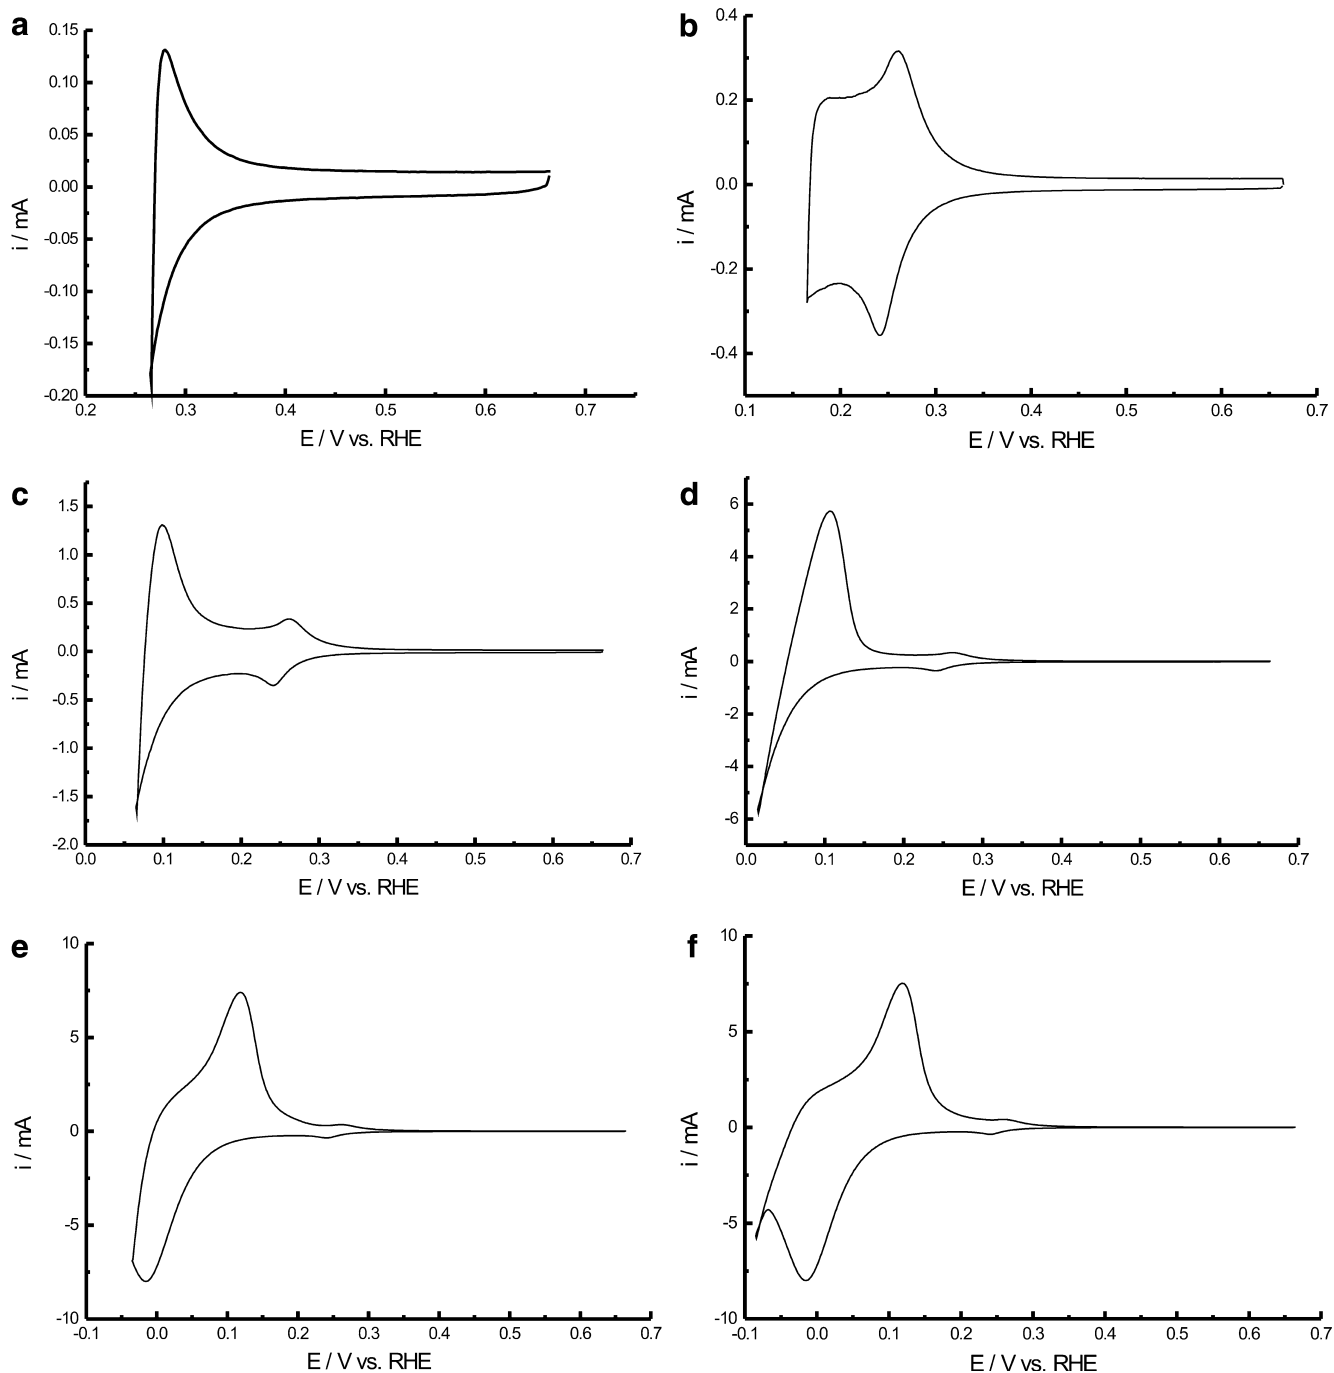 a
0.15
0.10
0.05
0.00
-0.05
-0.10
-0.15
-0.20
i / mA
0.2 0.3 0.4 0.5 0.6 0.7
E / V vs. RHE
b
0.4
0.2
0.0
-0.2
-0.4
i / mA
0.1 0.2 0.3 0.4 0.5 0.6 0.7
E / V vs. RHE
c
1.5
1.0
0.5
0.0
-0.5
-1.0
-1.5
-2.0
i / mA
0.0 0.1 0.2 0.3 0.4 0.5 0.6 0.7
E / V vs. RHE
d
6
4
2
0
-2
-4
-6
i / mA
0.0 0.1 0.2 0.3 0.4 0.5 0.6 0.7
E / V vs. RHE
e
10
5
0
-5
-10
i / mA
-0.1 0.0 0.1 0.2 0.3 0.4 0.5 0.6 0.7
E / V vs. RHE
f
10
5
0
-5
-10
i / mA
-0.1 0.0 0.1 0.2 0.3 0.4 0.5 0.6 0.7
E / V vs. RHE